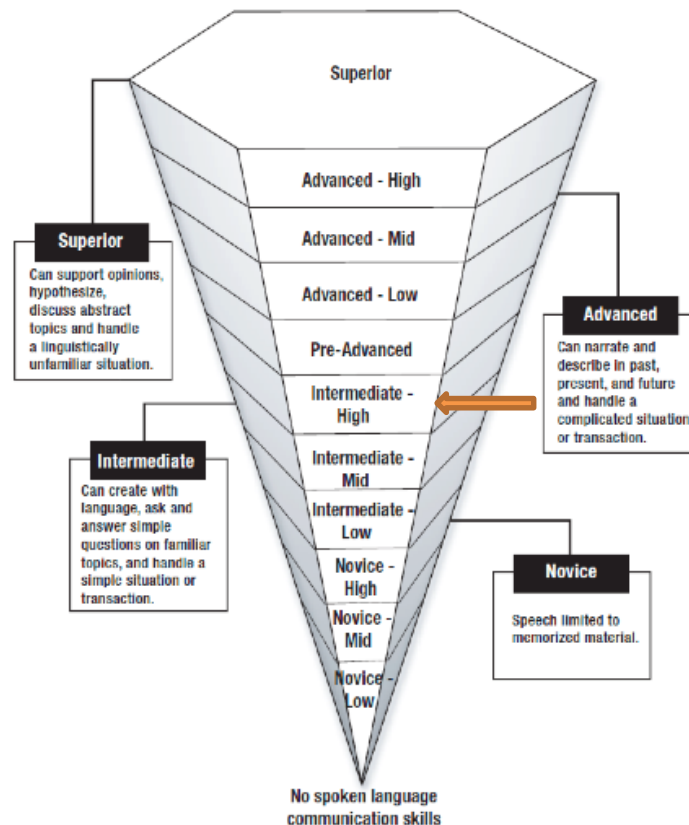 Superior
Advanced - High
Advanced - Mid
Advanced - Low
Pre-Advanced
Intermediate -
High
Intermediate -
Mid
Intermediate -
Low
Novice -
High
Novice -
Mid
Novice -
Low
No spoken language
communication skills
Superior
Can support opinions,
hypothesize,
discuss abstract
topics and handle
a linguistically
unfamiliar situation.
Advanced
Can narrate and
describe in past,
present, and future
and handle a
complicated situation
or transaction.
Intermediate
Can create with
language, ask and
answer simple
questions on familiar
topics, and handle a
simple situation or
transaction.
Novice
Speech limited to
memorized material.